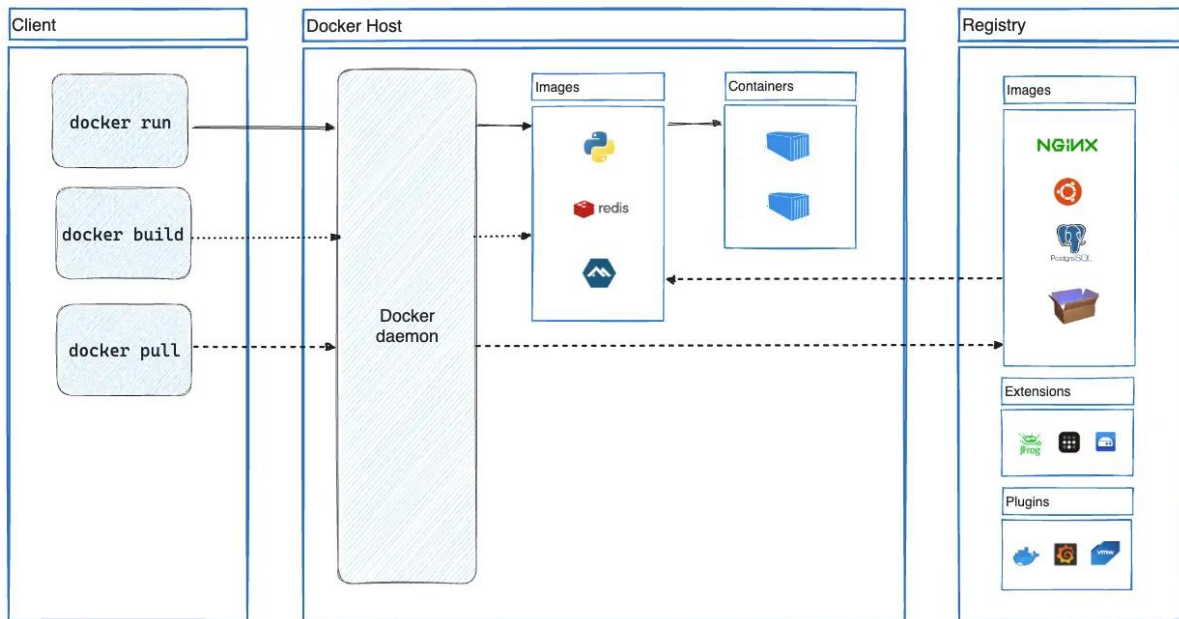 Client
docker run
docker build
docker pull
Docker Host
Docker
daemon
Images
redis
Containers
Registry
Images
NGINX
PostgreSQL
Extensions
JFrog
Plugins
vmw